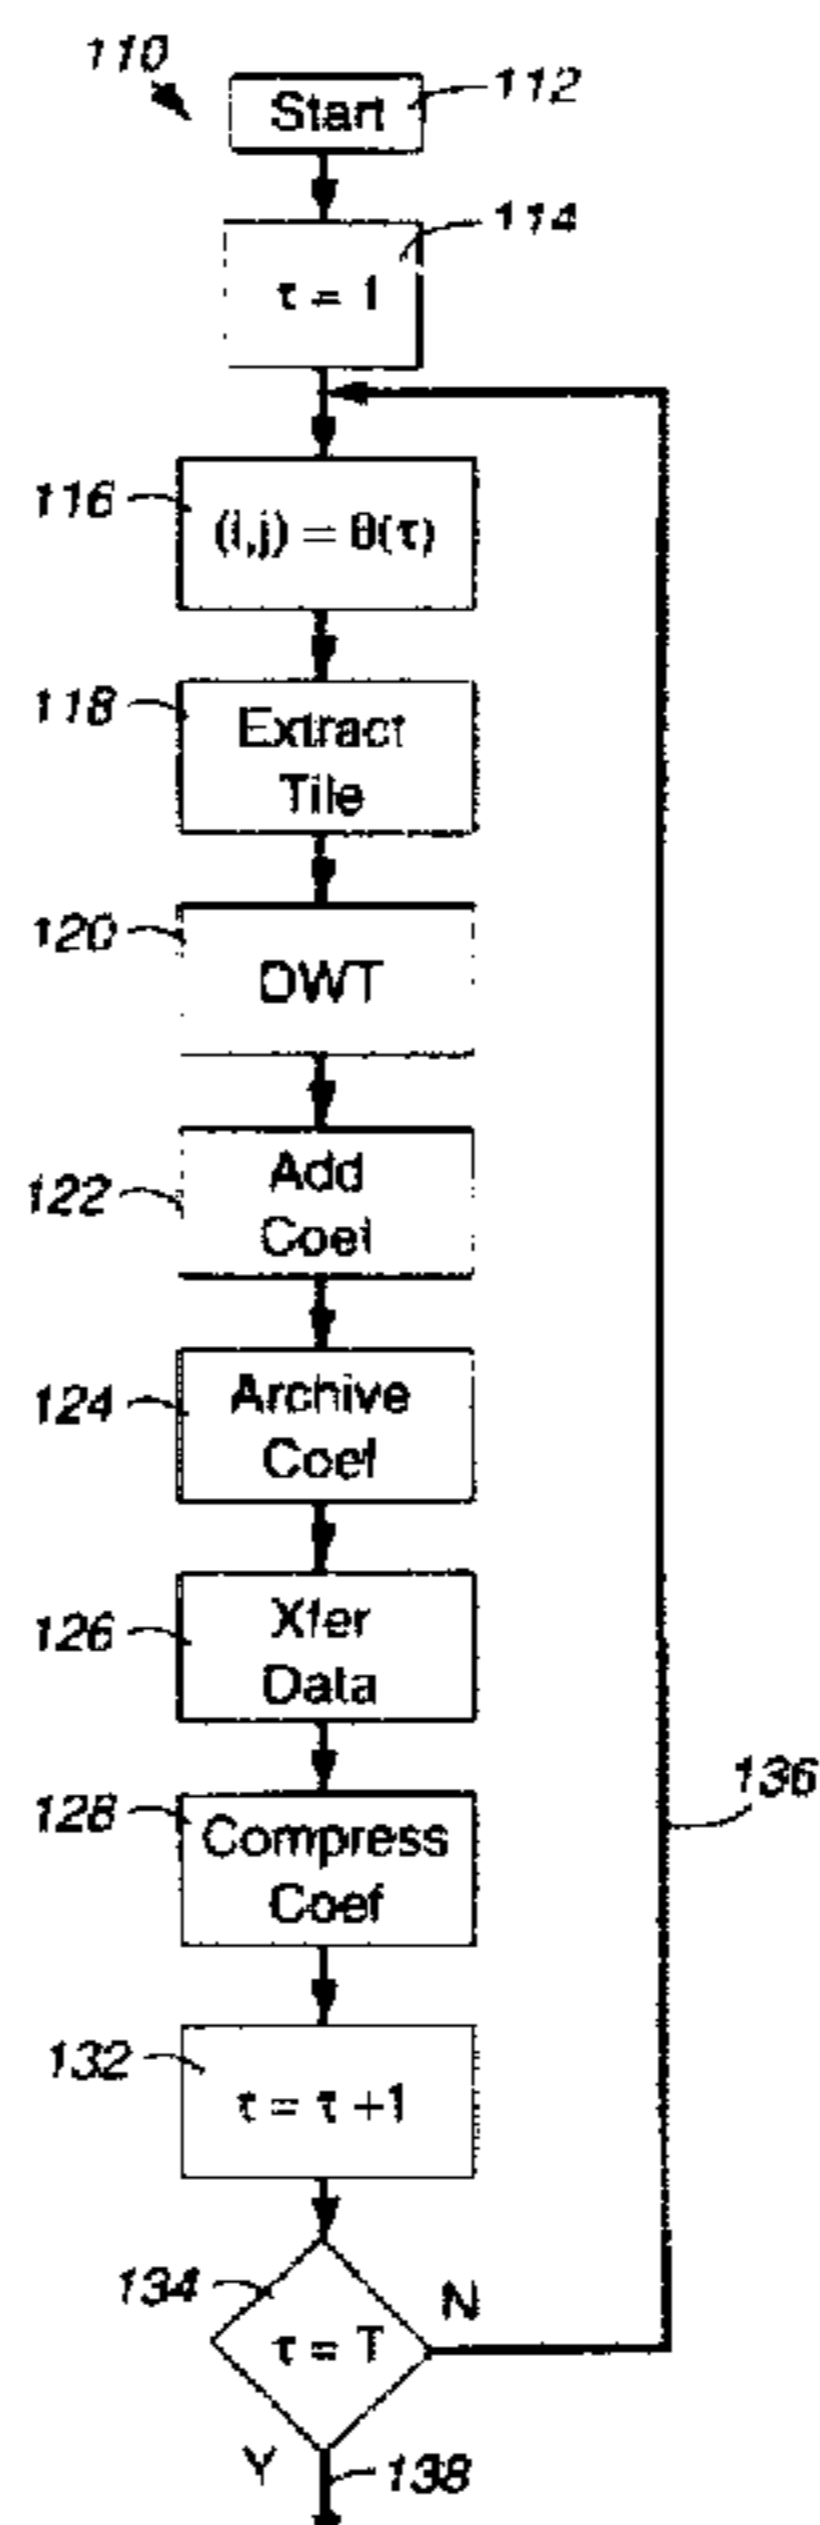 110
Start
112
114
τ = 1
116
(i,j) = θ(τ)
118
Extract
Tile
120
DWT
122
Add
Coef
124
Archive
Coef
126
Xfer
Data
128
Compress
Coef
136
132
τ = τ +1
134
N
τ = T
Y
138